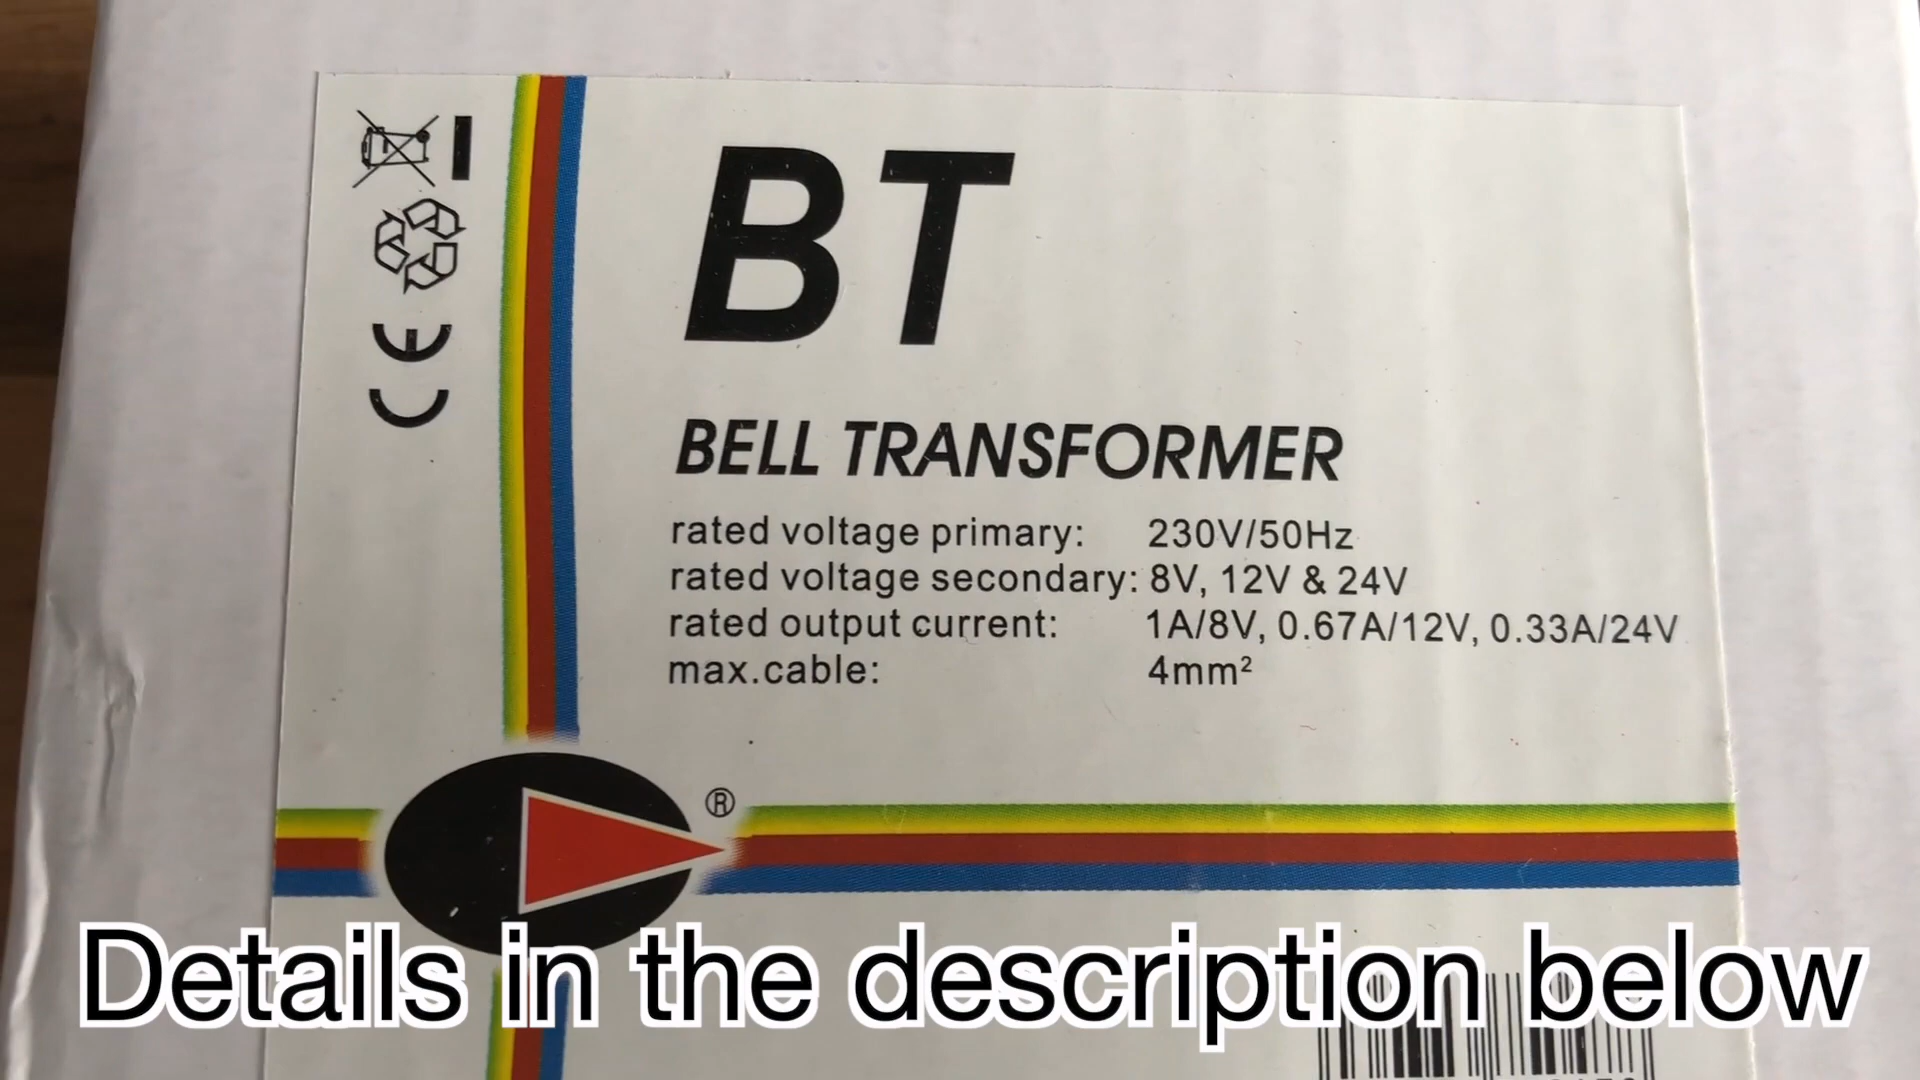 BT
BELL TRANSFORMER
rated voltage primary: 230V/50Hz
rated voltage secondary: 8V, 12V & 24V
rated output current: 1A/8V, 0.67A/12V, 0.33A/24V
max.cable: 4mm²
CE
®
Details in the description below